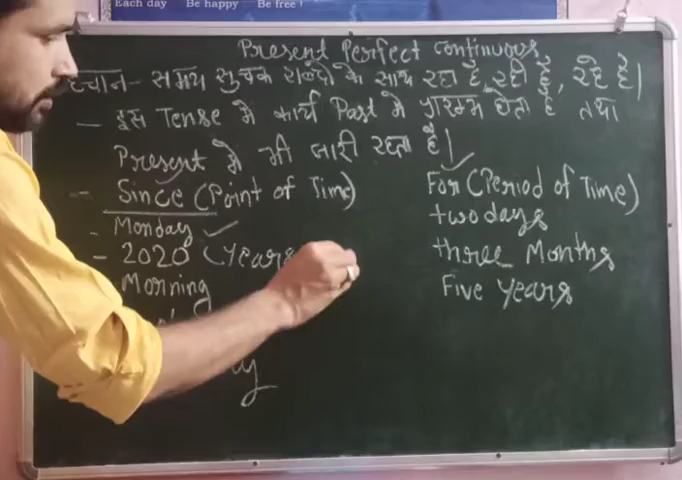 Each day Be happy Be free !
Present Perfect Continuous
पहचान - समय सूचक शब्दो के साथ रहा है, रही है, रहे है।
- इस Tense मे कार्य Past मे प्रारम्भ होता है तथा
Present मे भी जारी रहता है।
- Since (Point of Time)
- Monday ✓
- 2020 (Years
Morning
For (Period of Time)
two days
three Months
Five years